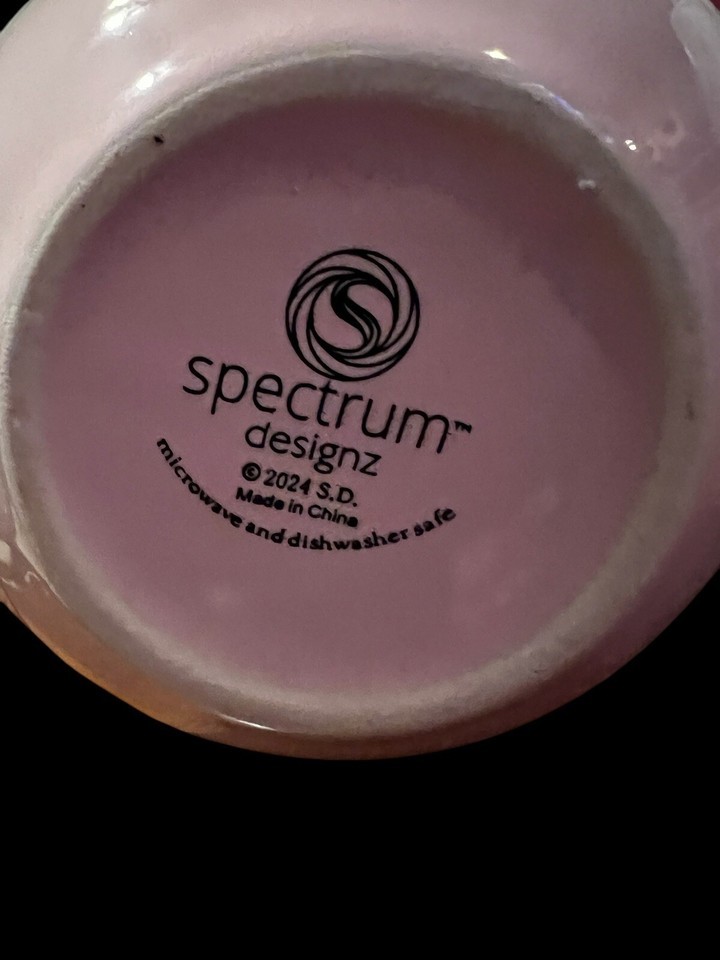 S
spectrum™
designz
© 2024 S.D.
Made in China
microwave and dishwasher safe